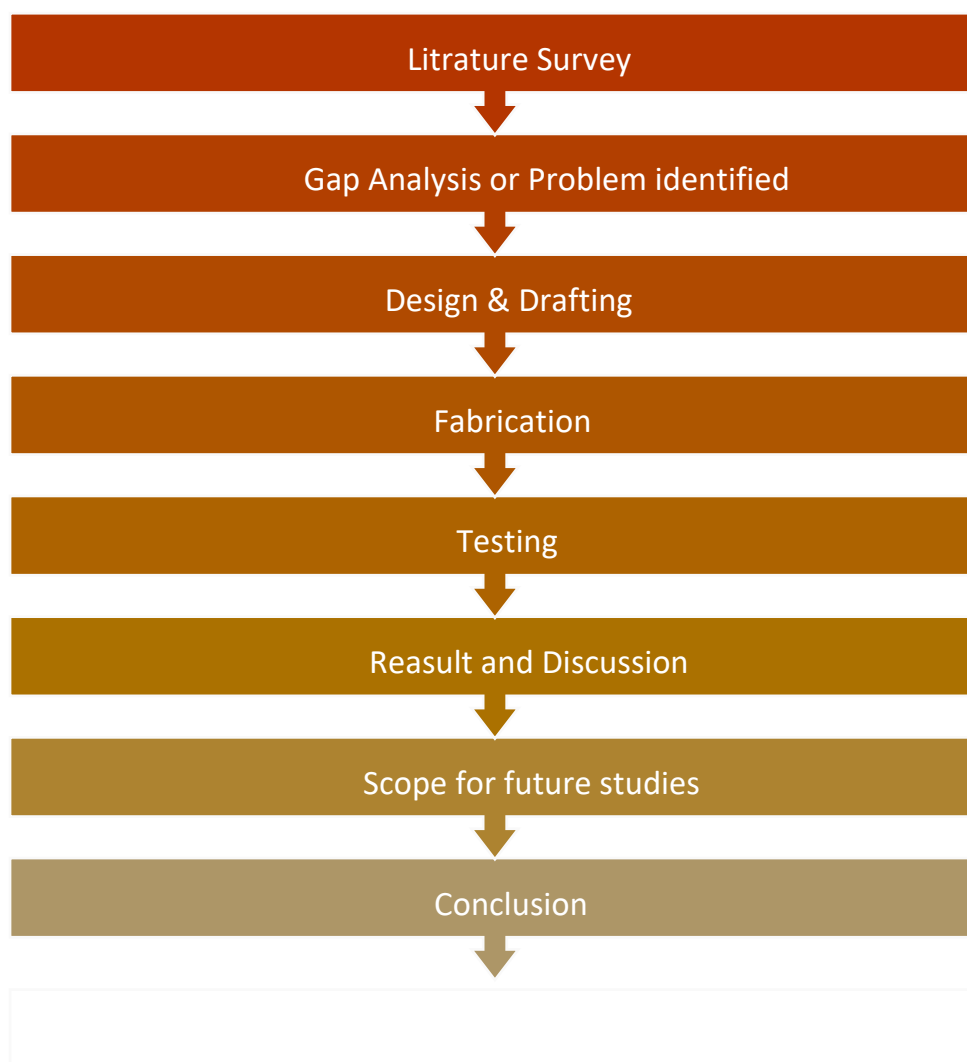 Litrature Survey
Gap Analysis or Problem identified
Design & Drafting
Fabrication
Testing
Reasult and Discussion
Scope for future studies
Conclusion